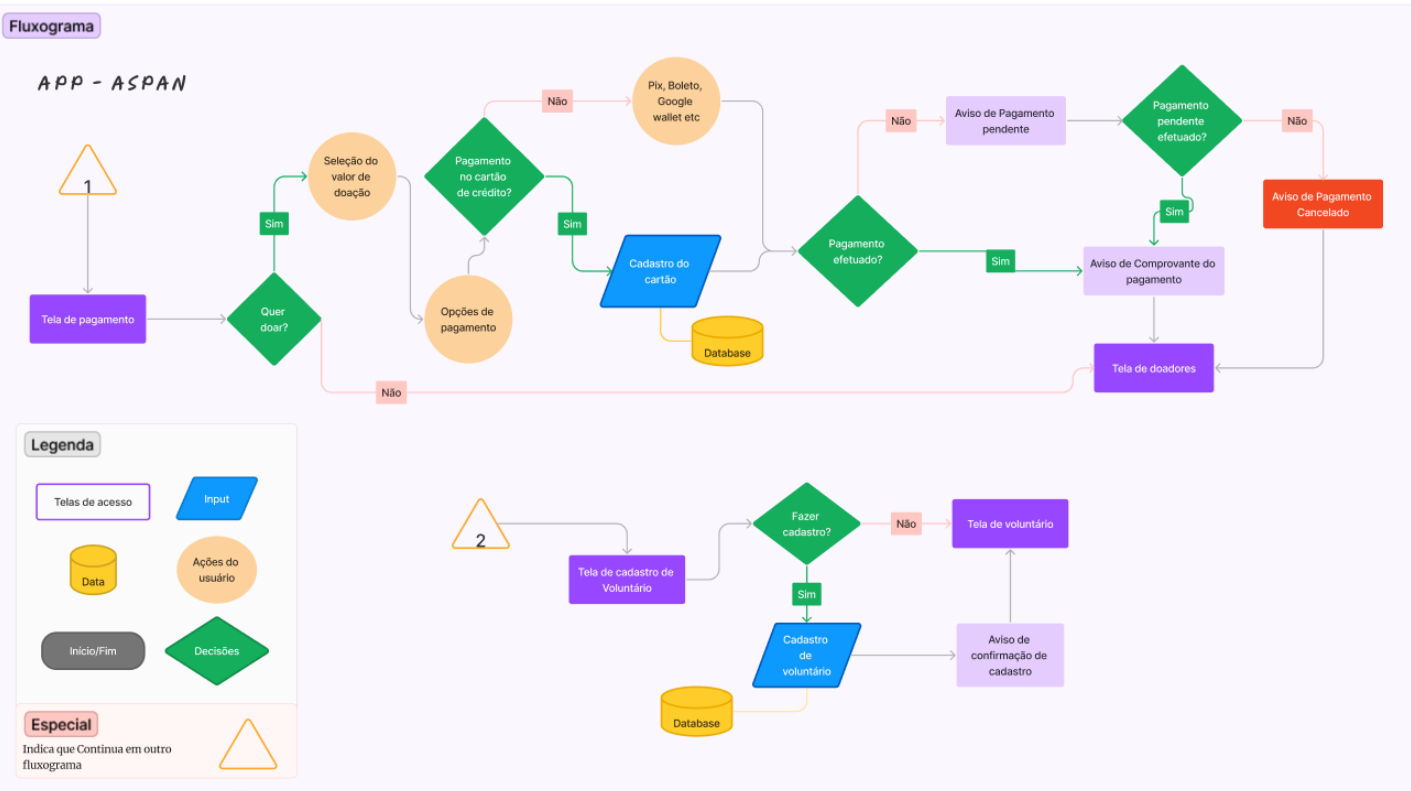 Fluxograma
APP - ASPAN
1
Tela de pagamento
Quer
doar?
Sim
Não
Seleção do
valor de
doação
Opções de
pagamento
Pagamento
no cartão
de crédito?
Não
Sim
Pix, Boleto,
Google
wallet etc
Cadastro do
cartão
Database
Pagamento
efetuado?
Não
Sim
Aviso de Pagamento
pendente
Pagamento
pendente
efetuado?
Não
Sim
Aviso de Pagamento
Cancelado
Aviso de Comprovante do
pagamento
Tela de doadores
Legenda
Telas de acesso
Input
Data
Ações do
usuário
Início/Fim
Decisões
Especial
Indica que Continua em outro
fluxograma
2
Tela de cadastro de
Voluntário
Fazer
cadastro?
Não
Sim
Tela de voluntário
Cadastro
de
voluntário
Database
Aviso de
confirmação de
cadastro